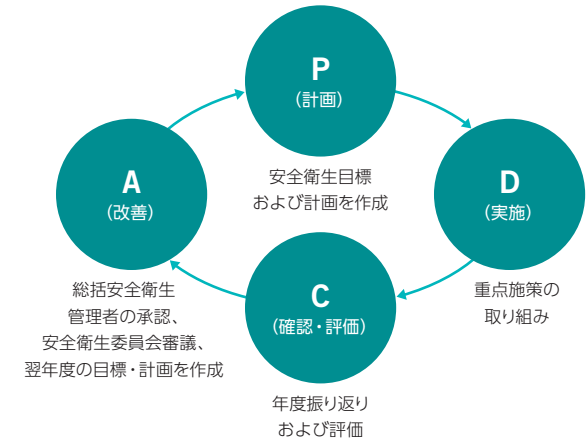 P
（計画）
安全衛生目標
および計画を作成
D
（実施）
重点施策の
取り組み
C
（確認・評価）
年度振り返り
および評価
A
（改善）
総括安全衛生
管理者の承認、
安全衛生委員会審議、
翌年度の目標・計画を作成